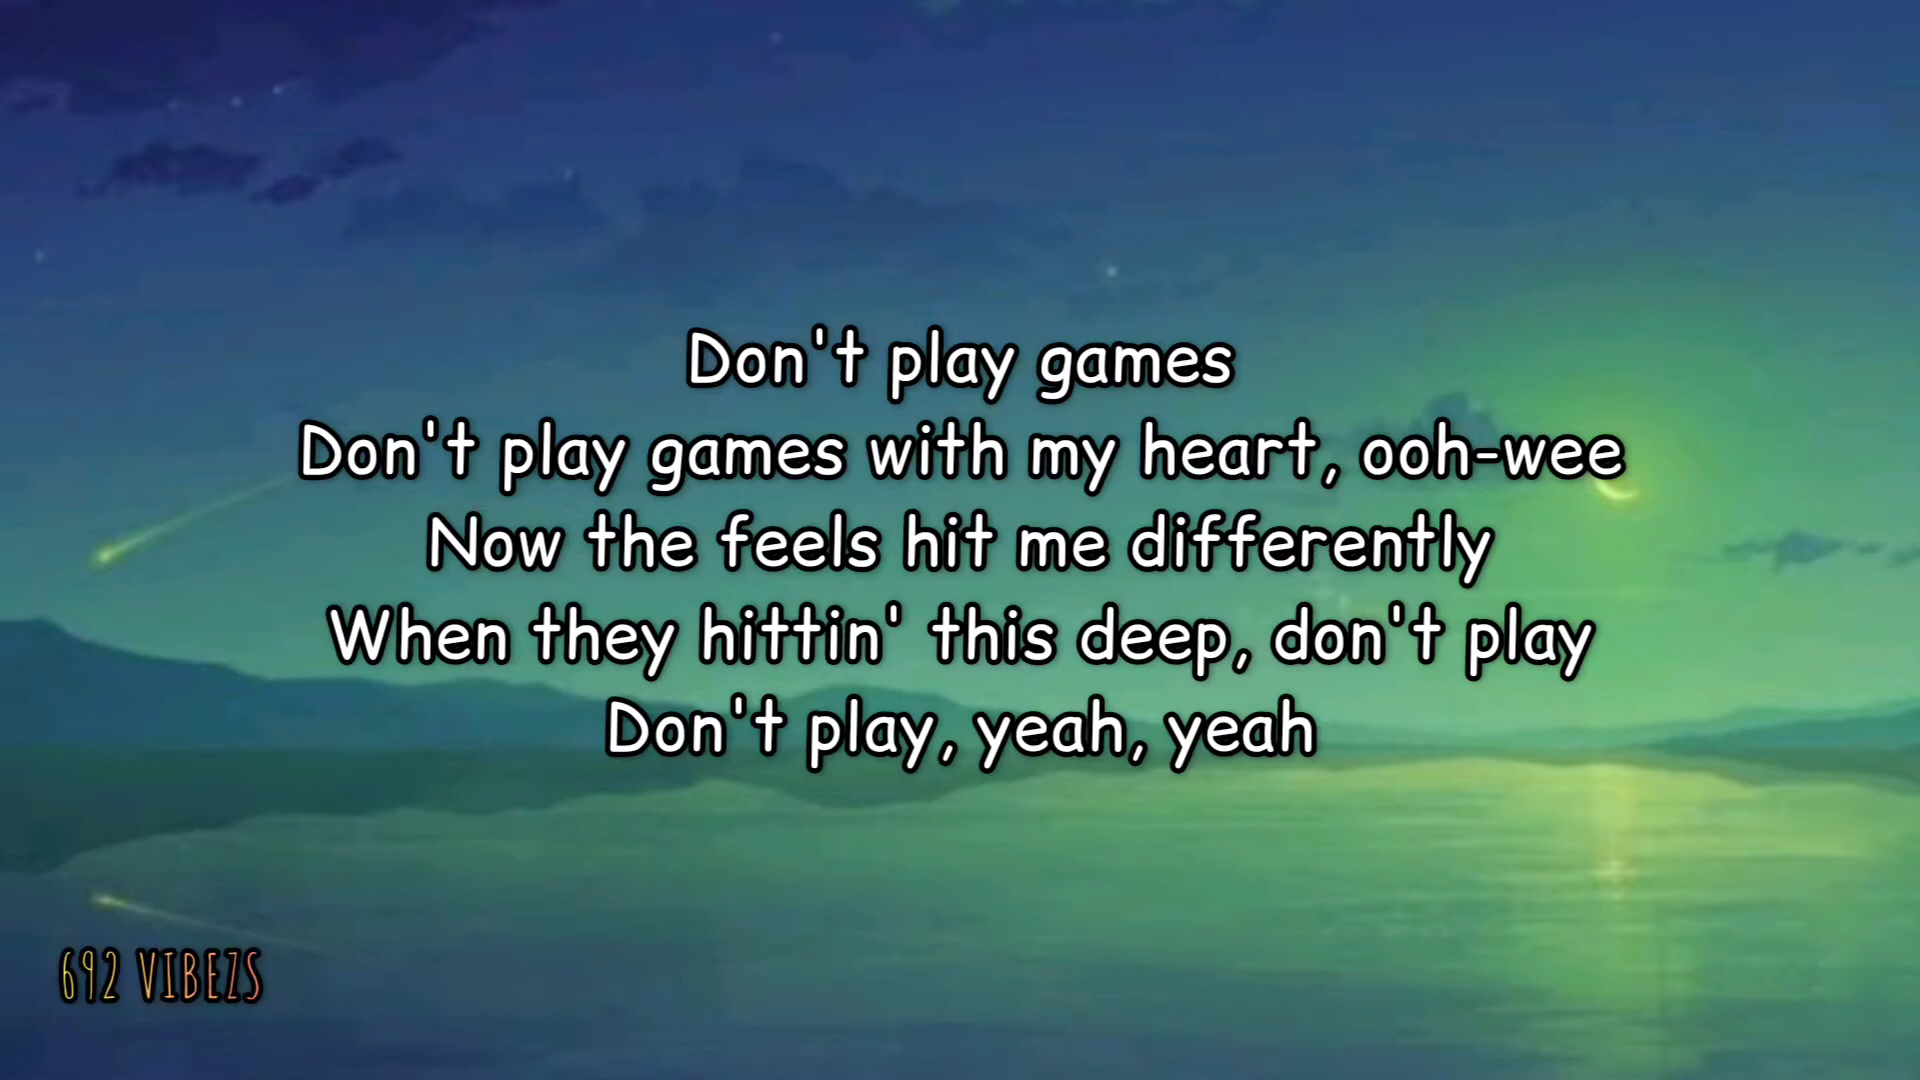 Don't play games
Don't play games with my heart, ooh-wee
Now the feels hit me differently
When they hittin' this deep, don't play
Don't play, yeah, yeah
692 VIBEZS